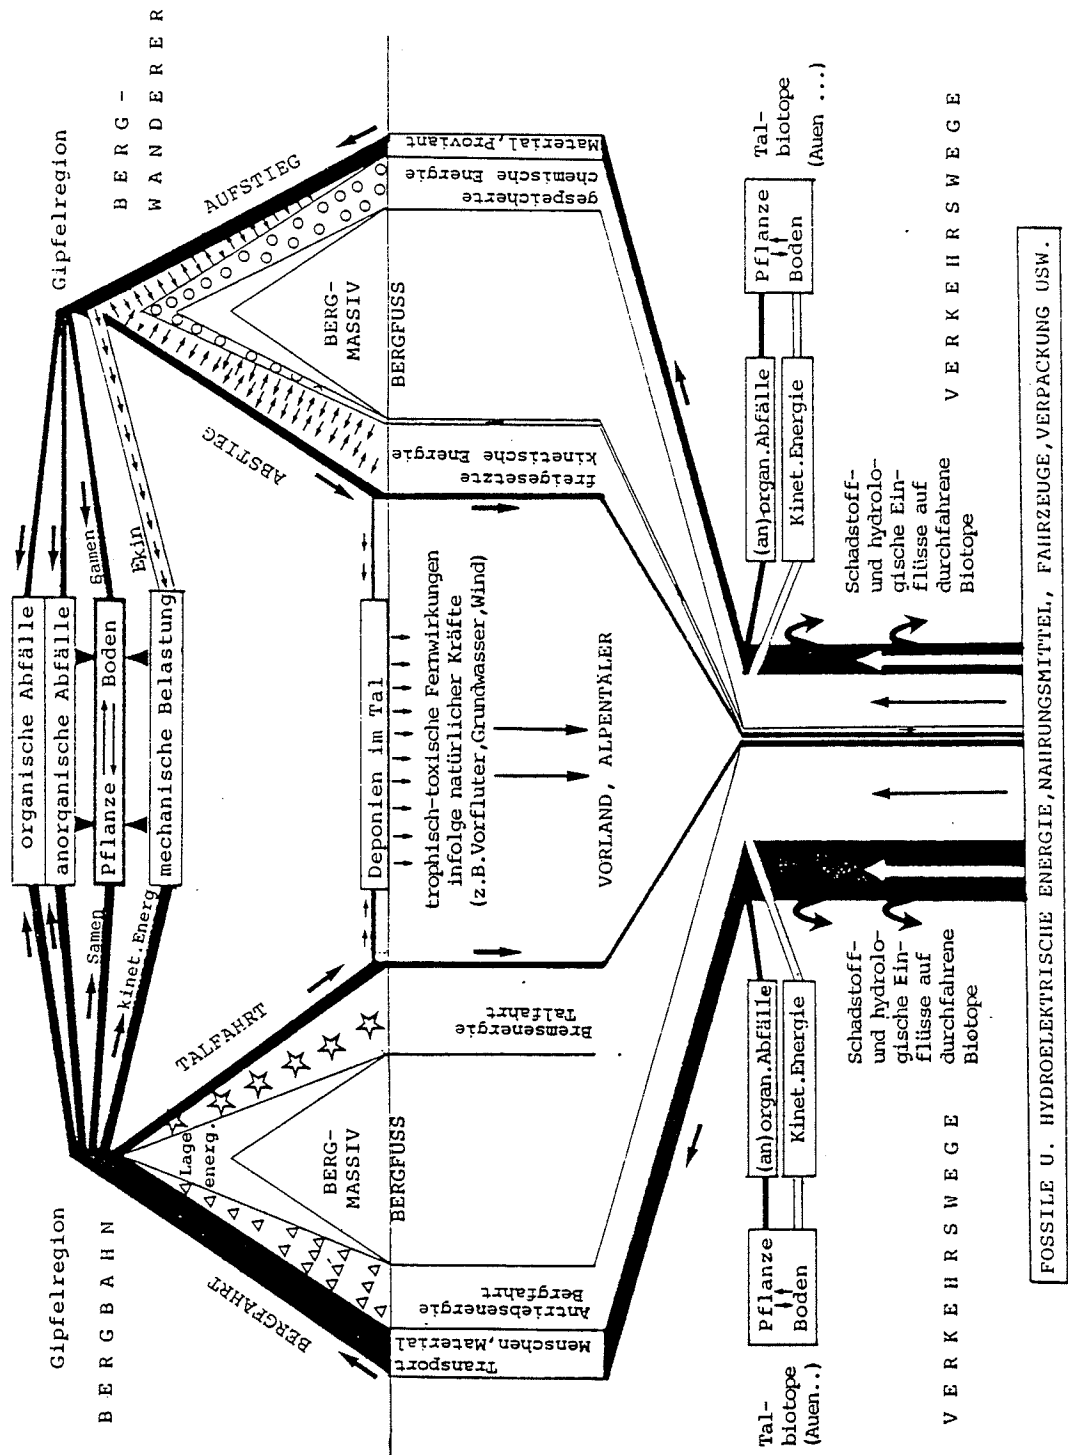 Gipfelregion
BERGBAHN
BERGFAHRT
Lage
energ.
TALFAHRT
organische Abfälle
anorganische Abfälle
Samen
Pflanze
Boden
kinet.Energ
mechanische Belastung
Samen
Ekin
Gipfelregion
BERG-
WANDERER
AUFSTIEG
ABSTIEG
BERG-
MASSIV
BERGFUSS
BERG-
MASSIV
BERGFUSS
Transport
Menschen,Material
Antriebsenergie
Bergfahrt
Bremsenergie
Talfahrt
Deponien im Tal
trophisch-toxische Fernwirkungen
infolge natürlicher Kräfte
(z.B.Vorfluter,Grundwasser,Wind)
VORLAND, ALPENTÄLER
freigesetzte
kinetische Energie
gespeicherte
chemische Energie
Material,Proviant
Tal-
biotope
(Auen..)
Pflanze
Boden
(an)organ.Abfälle
Kinet.Energie
Schadstoff-
und hydrolo-
gische Ein-
flüsse auf
durchfahrene
Biotope
VERKEHRSWEGE
(an)organ.Abfälle
Kinet.Energie
Pflanze
Boden
Tal-
biotope
(Auen ...)
Schadstoff-
und hydrolo-
gische Ein-
flüsse auf
durchfahrene
Biotope
VERKEHRSWEGE
FOSSILE U. HYDROELEKTRISCHE ENERGIE,NAHRUNGSMITTEL, FAHRZEUGE,VERPACKUNG USW.